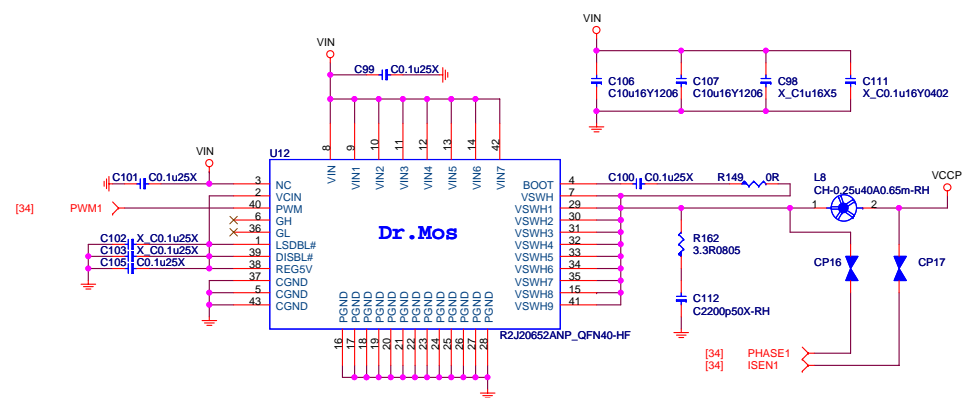 VIN
C106
C10u16Y1206
C107
C10u16Y1206
C98
X_C1u16X5
C111
X_C0.1u16Y0402
VIN
C99 C0.1u25X
8
9
10
11
12
13
14
42
VIN
VIN1
VIN2
VIN3
VIN4
VIN5
VIN6
VIN7
U12
VIN
C101 C0.1u25X
[34] PWM1
C102 X_C0.1u25X
C103 X_C0.1u25X
C105 C0.1u25X
3 NC
2 VCIN
40 PWM
6 GH
36 GL
1 LSDBL#
39 DISBL#
38 REG5V
37 CGND
5 CGND
43 CGND
Dr.Mos
BOOT 4
VSWH 7
VSWH1 29
VSWH2 30
VSWH3 31
VSWH4 32
VSWH5 33
VSWH6 34
VSWH7 35
VSWH8 15
VSWH9 41
PGND
PGND
PGND
PGND
PGND
PGND
PGND
PGND
PGND
PGND
PGND
PGND
PGND
16
17
18
19
20
21
22
23
24
25
26
27
28
R2J20652ANP_QFN40-HF
C100 C0.1u25X
R149 0R
R162
3.3R0805
C112
C2200p50X-RH
L8
CH-0.25u40A0.65m-RH
1 2
VCCP
CP16
CP17
[34] PHASE1
[34] ISEN1